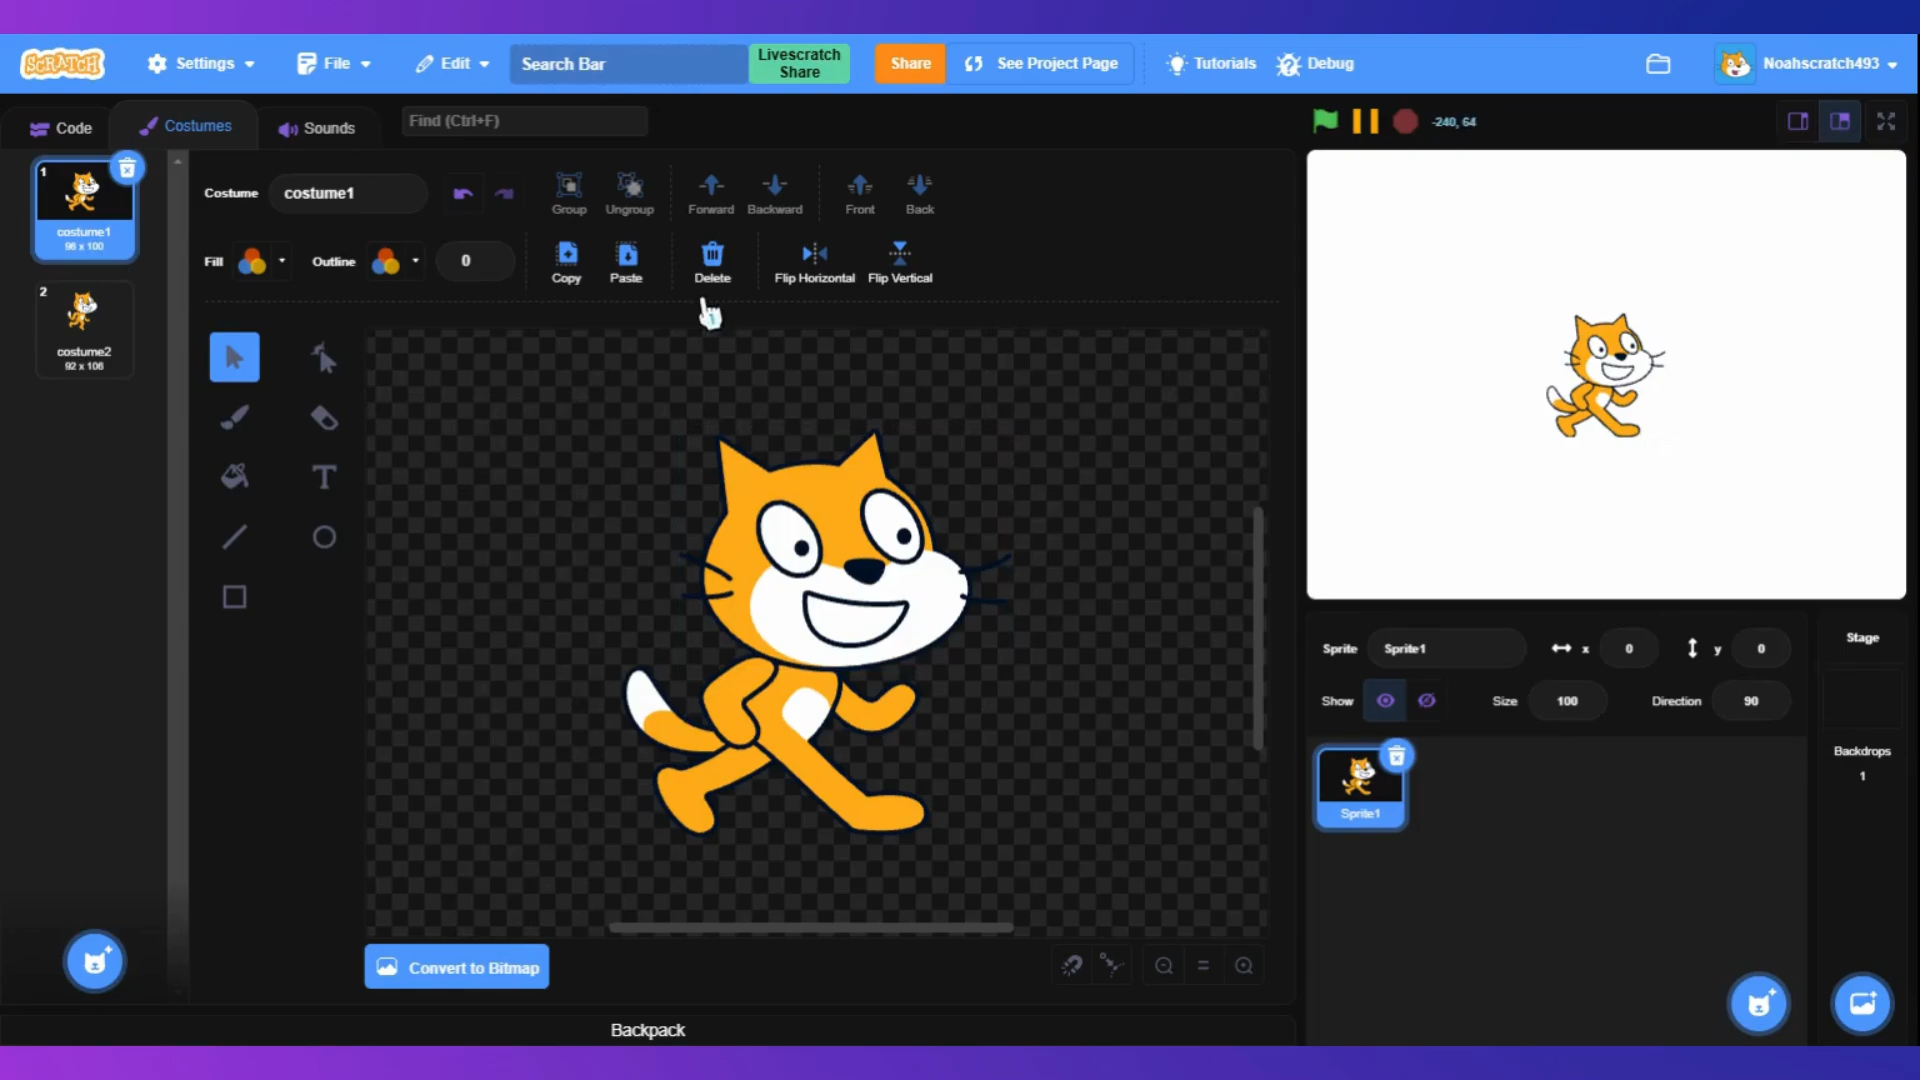 SCRATCH Settings File Edit Search Bar Livescratch Share Share See Project Page Tutorials Debug Noahscratch493
Code Costumes Sounds Find (Ctrl+F) -240, 64
1
costume1
96 x 100
2
costume2
92 x 106
Costume costume1 Group Ungroup Forward Backward Front Back
Fill Outline 0 Copy Paste Delete Flip Horizontal Flip Vertical
1
T
Convert to Bitmap
Backpack
Sprite Sprite1 x 0 y 0
Show Size 100 Direction 90
Sprite1
Stage
Backdrops
1